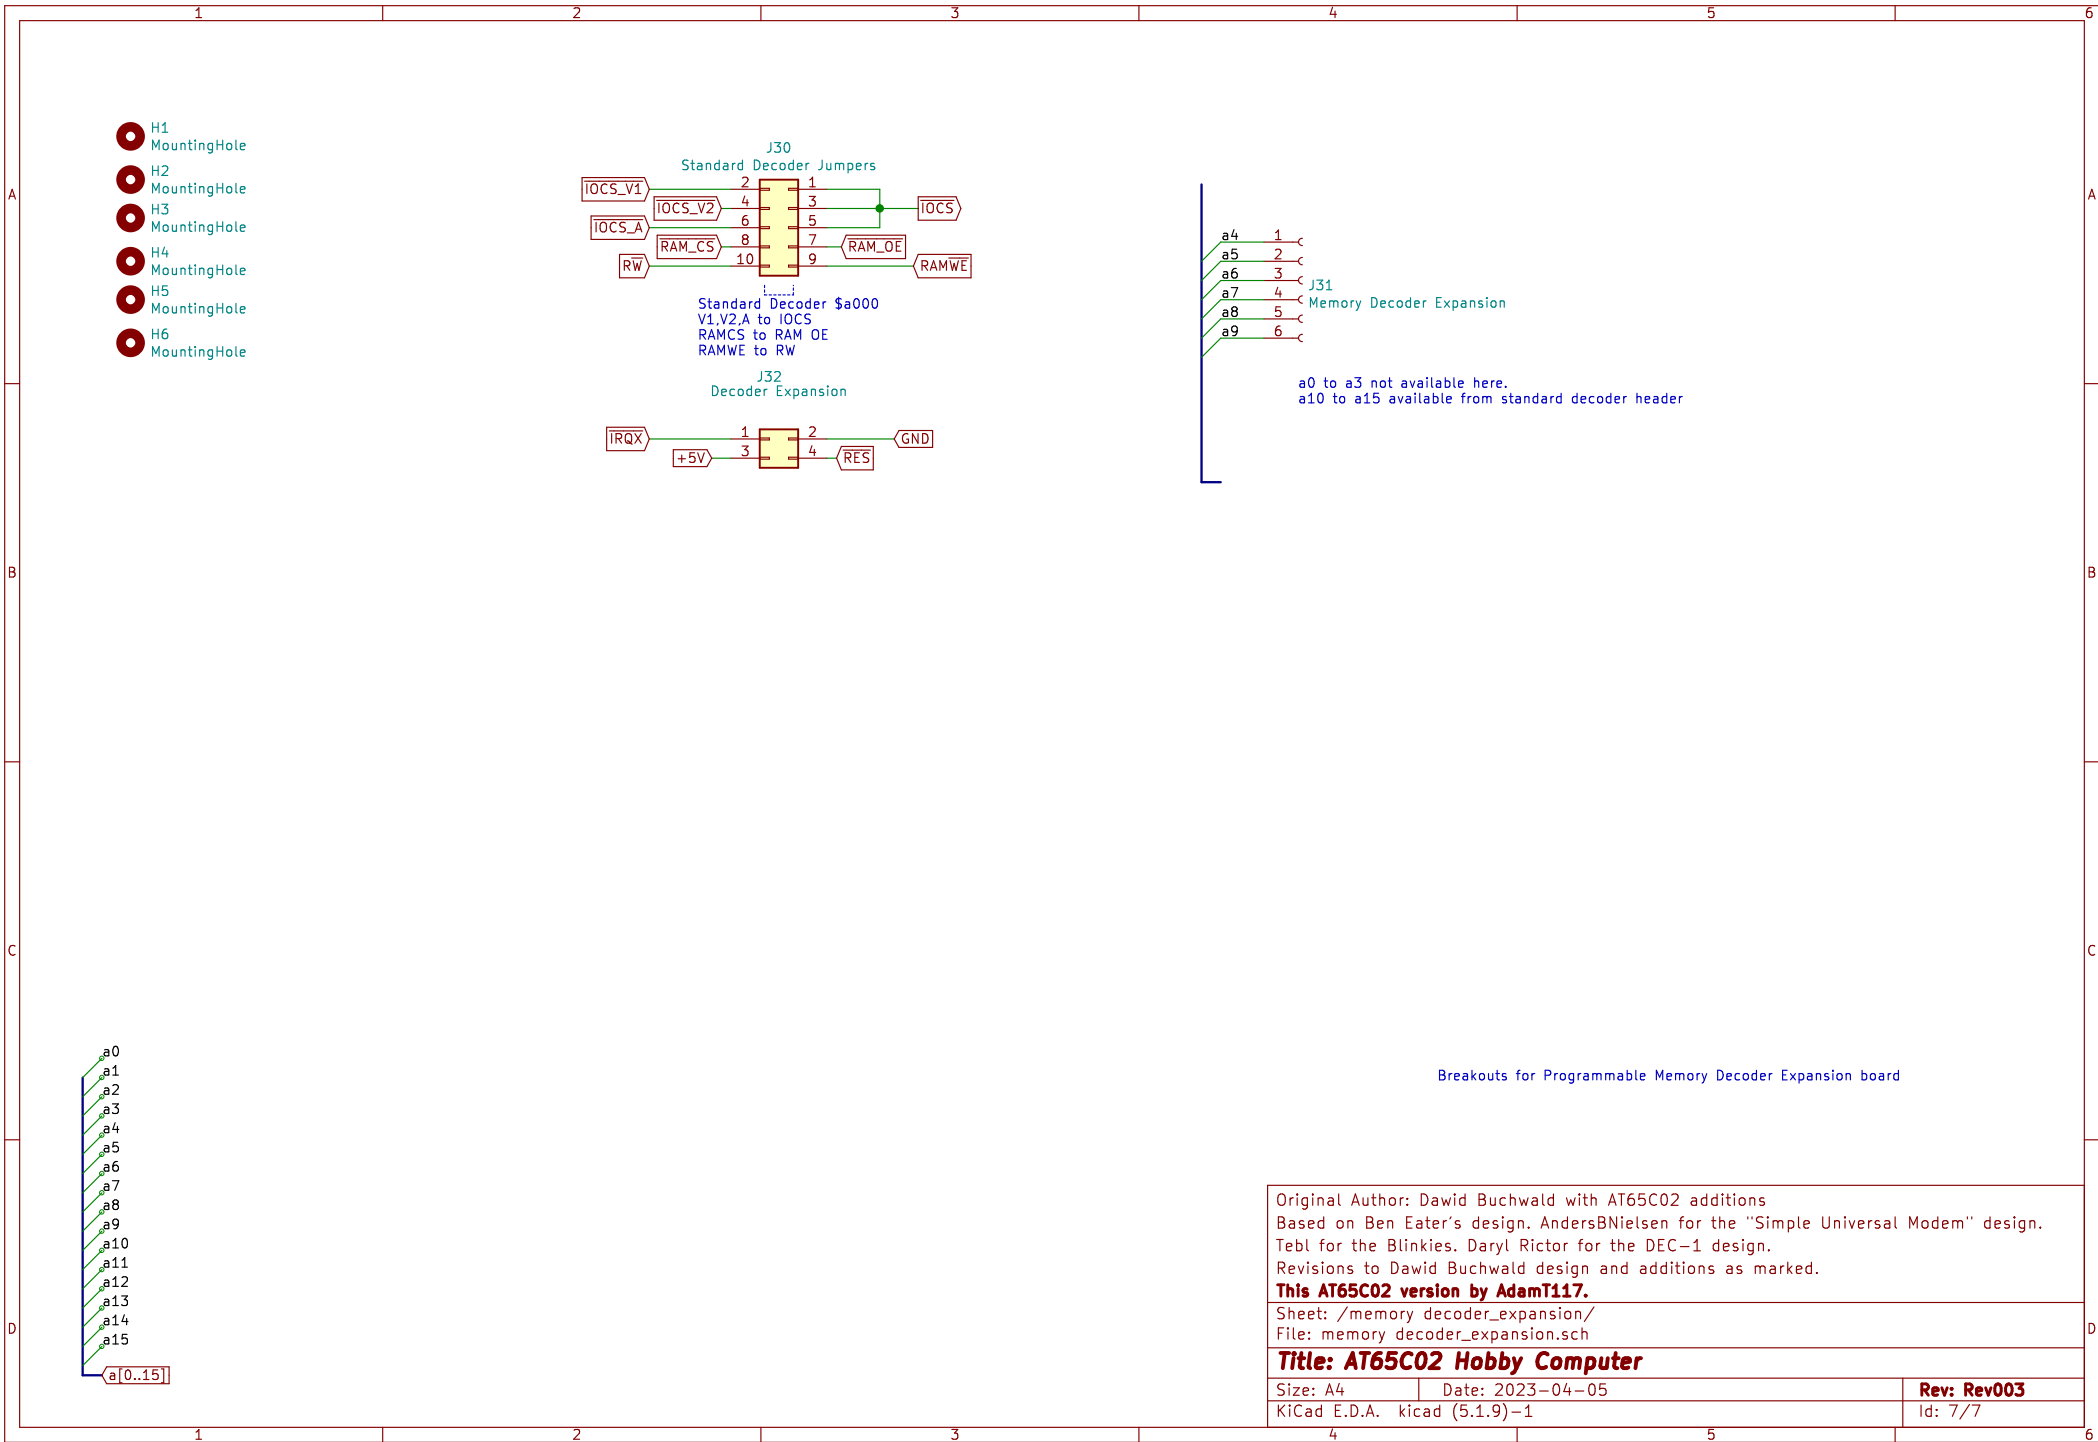 1 2 3 4 5 6
A
A
B
B
C
C
D
D
H1
MountingHole
H2
MountingHole
H3
MountingHole
H4
MountingHole
H5
MountingHole
H6
MountingHole
J30
Standard Decoder Jumpers
IOCS_V1 2 1
IOCS_V2 4 3 IOCS
IOCS_A 6 5
RAM_CS 8 7 RAM_OE
RW 10 9 RAMWE
Standard Decoder $a000
V1,V2,A to IOCS
RAMCS to RAM OE
RAMWE to RW
J32
Decoder Expansion
IRQX 1 2 GND
+5V 3 4 RES
a4 1
a5 2
a6 3
a7 4
a8 5
a9 6
J31
Memory Decoder Expansion
a0 to a3 not available here.
a10 to a15 available from standard decoder header
a0
a1
a2
a3
a4
a5
a6
a7
a8
a9
a10
a11
a12
a13
a14
a15
a[0..15]
Breakouts for Programmable Memory Decoder Expansion board
Original Author: Dawid Buchwald with AT65C02 additions
Based on Ben Eater's design. AndersBNielsen for the "Simple Universal Modem" design.
Tebl for the Blinkies. Daryl Rictor for the DEC-1 design.
Revisions to Dawid Buchwald design and additions as marked.
This AT65C02 version by AdamT117.
Sheet: /memory decoder_expansion/
File: memory decoder_expansion.sch
Title: AT65C02 Hobby Computer
Size: A4 Date: 2023-04-05 Rev: Rev003
KiCad E.D.A. kicad (5.1.9)-1 Id: 7/7
1 2 3 4 5 6